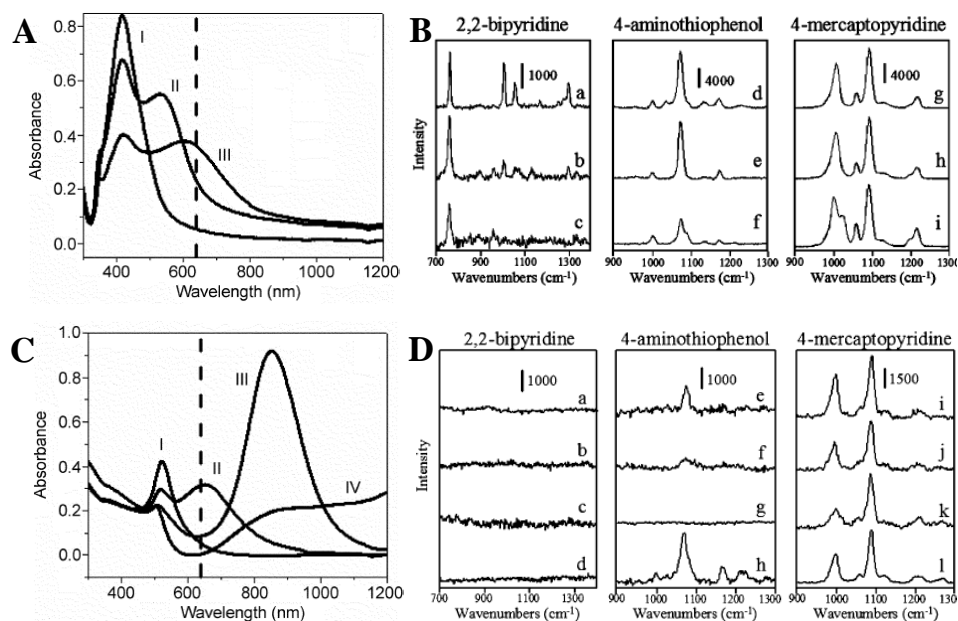 A
0.8
0.6
0.4
0.2
0.0
Absorbance
I
II
III
400 600 800 1000 1200
Wavelength (nm)
B
2,2-bipyridine
4-aminothiophenol
4-mercaptopyridine
Intensity
1000
a
b
c
700 900 1100 1300
Wavenumbers (cm-1)
4000
d
e
f
900 1000 1100 1200 1300
Wavenumbers (cm-1)
4000
g
h
i
900 1000 1100 1200 1300
Wavenumbers (cm-1)
C
1.0
0.8
0.6
0.4
0.2
0.0
Absorbance
I
II
III
IV
400 600 800 1000 1200
Wavelength (nm)
D
2,2-bipyridine
4-aminothiophenol
4-mercaptopyridine
Intensity
1000
a
b
c
d
700 900 1100 1300
Wavenumbers (cm-1)
1000
e
f
g
h
900 1000 1100 1200 1300
Wavenumbers (cm-1)
1500
i
j
k
l
900 1000 1100 1200 1300
Wavenumbers (cm-1)